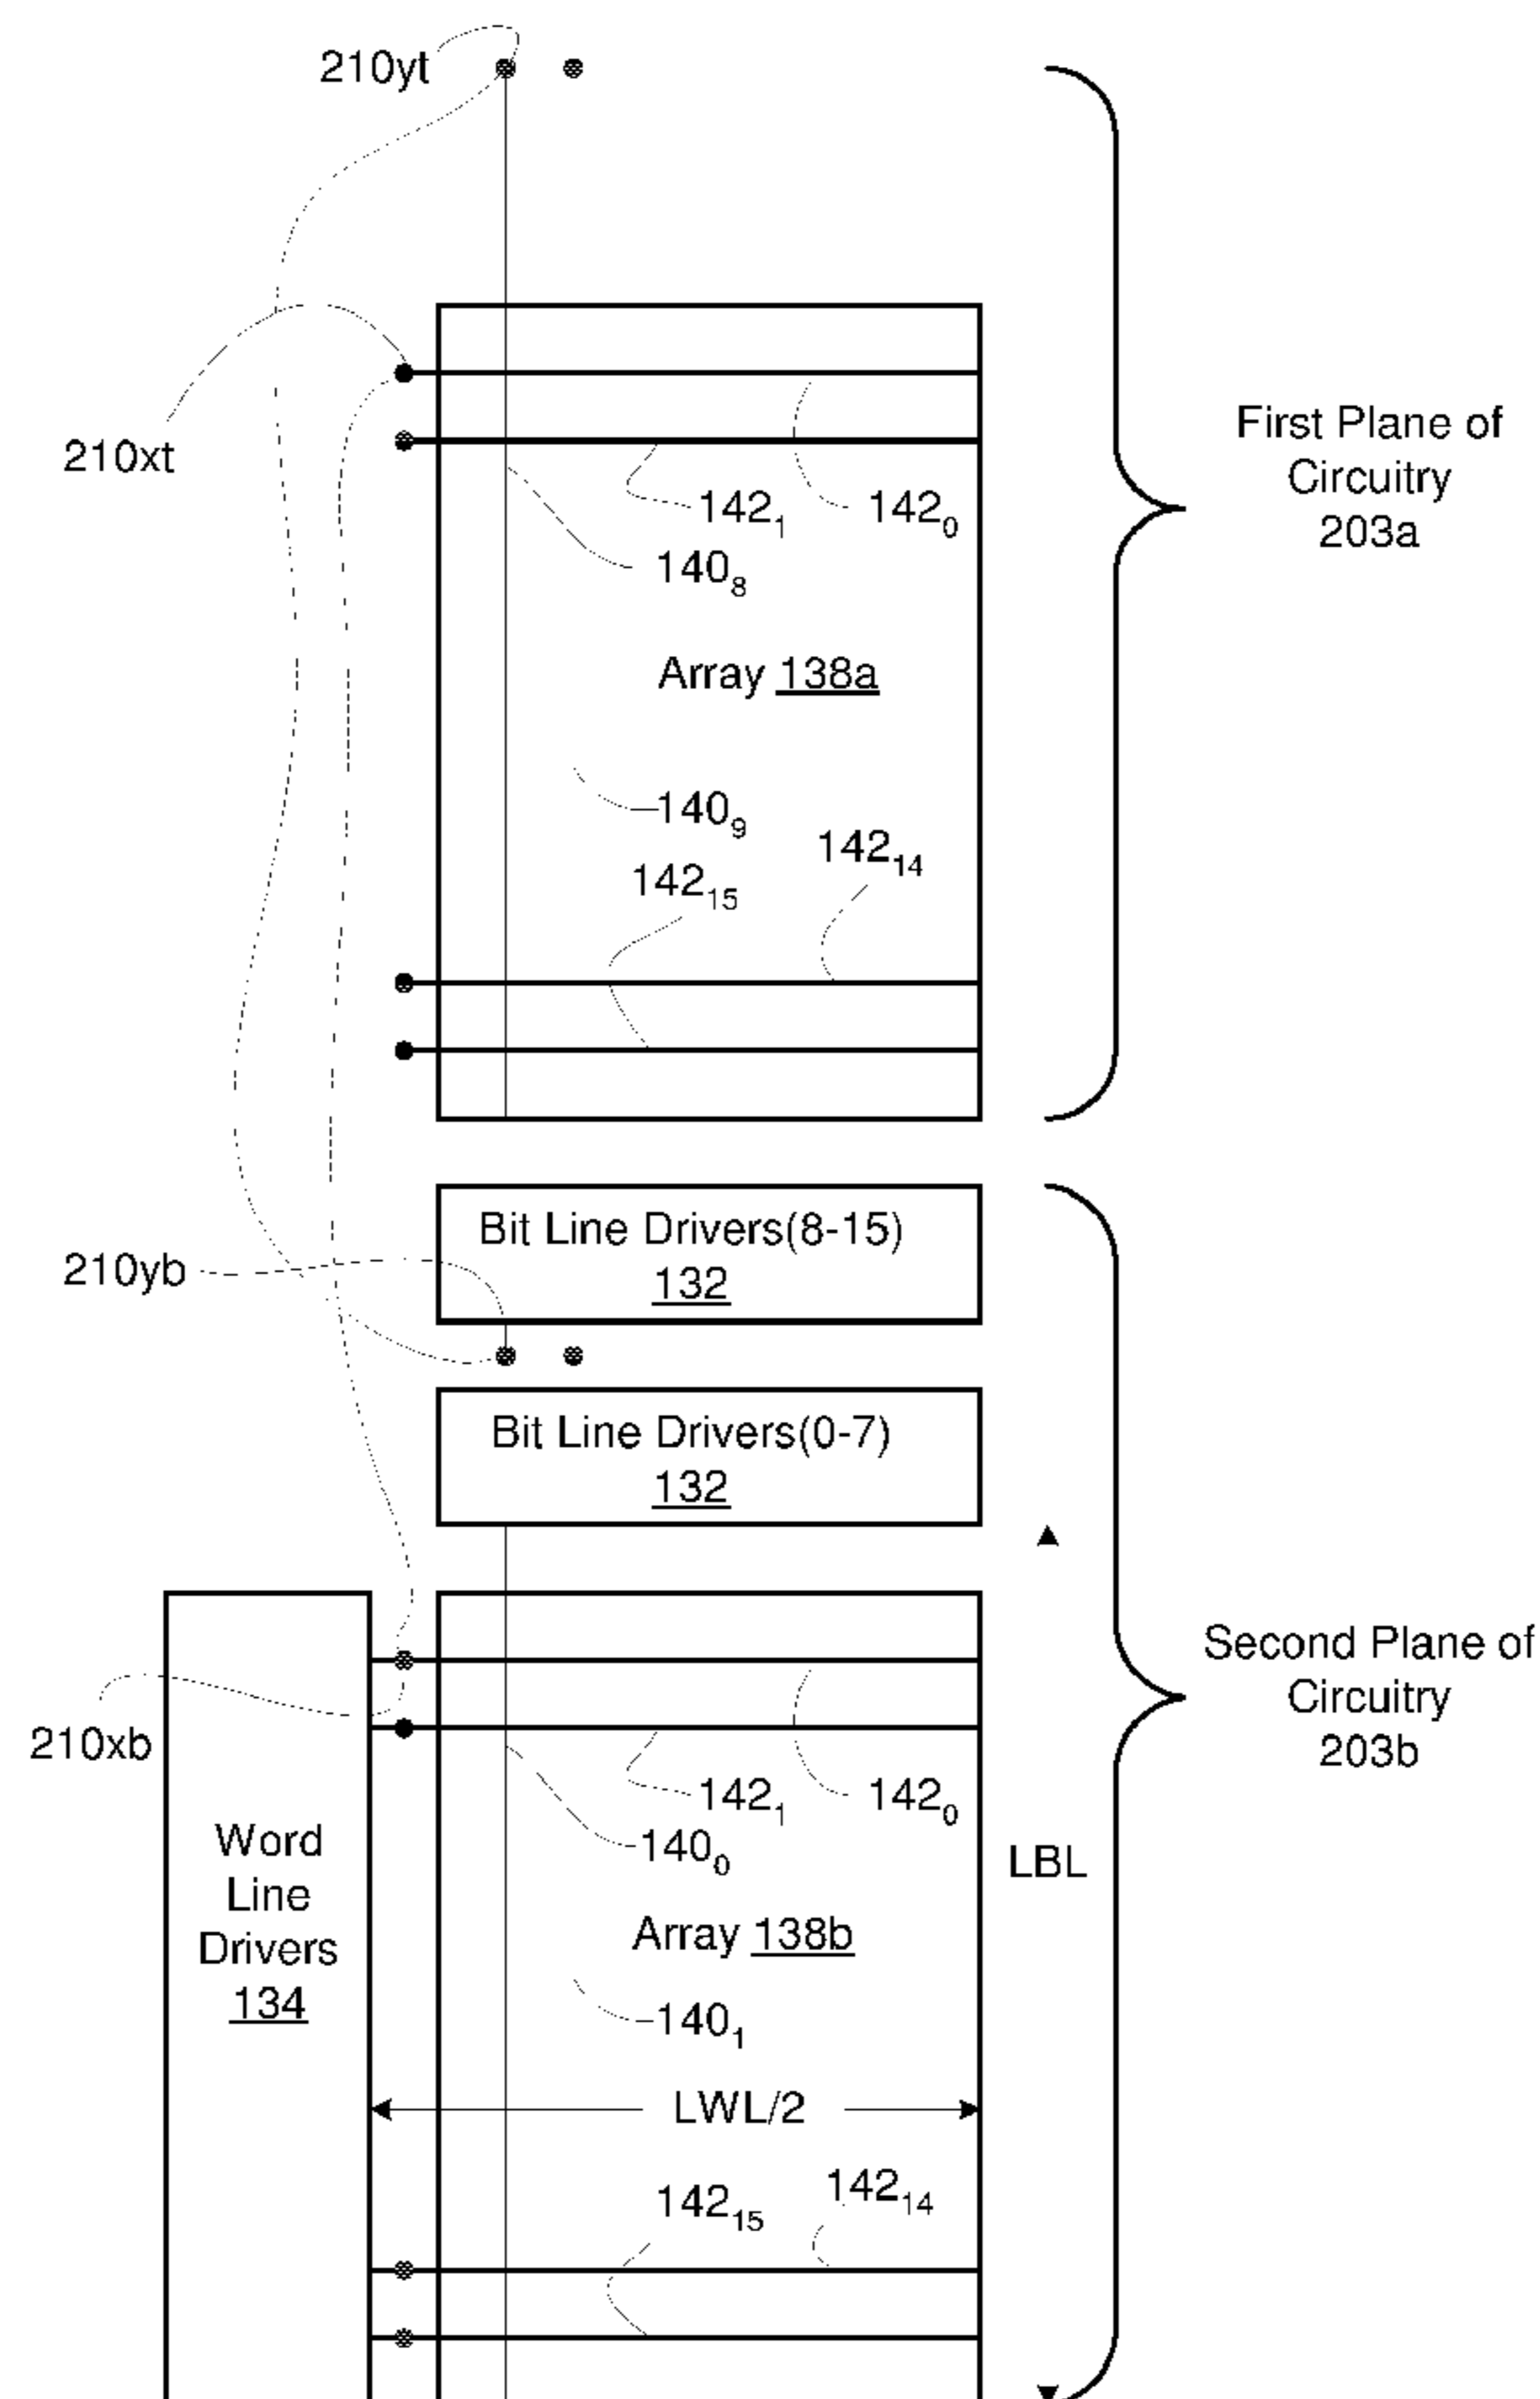 210yt
210xt
First Plane of
Circuitry
203a
142₁
142₀
140₈
Array 138a
140₉
142₁₄
142₁₅
Bit Line Drivers(8-15)
132
210yb
Bit Line Drivers(0-7)
132
Second Plane of
Circuitry
203b
210xb
142₁
142₀
Word
Line
Drivers
134
140₀
LBL
Array 138b
140₁
LWL/2
142₁₄
142₁₅